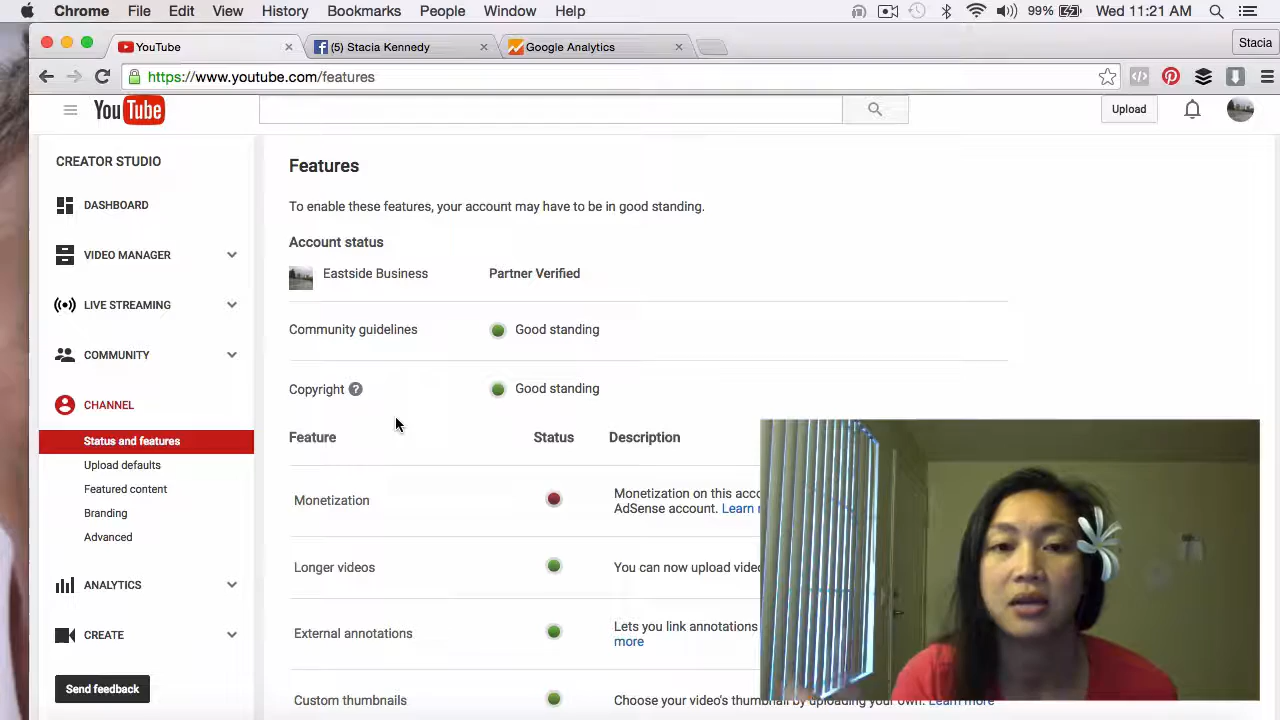 Chrome File Edit View History Bookmarks People Window Help 99% Wed 11:21 AM
YouTube (5) Stacia Kennedy Google Analytics Stacia
https://www.youtube.com/features
YouTube Upload
CREATOR STUDIO
DASHBOARD
VIDEO MANAGER
LIVE STREAMING
COMMUNITY
CHANNEL
Status and features
Upload defaults
Featured content
Branding
Advanced
ANALYTICS
CREATE
Send feedback
Features
To enable these features, your account may have to be in good standing.
Account status
Eastside Business Partner Verified
Community guidelines Good standing
Copyright ? Good standing
Feature Status Description
Monetization Monetization on this acco
AdSense account. Learn
Longer videos You can now upload vide
External annotations Lets you link annotations
more
Custom thumbnails Choose your video's thumbnail by uploading your own. Learn more